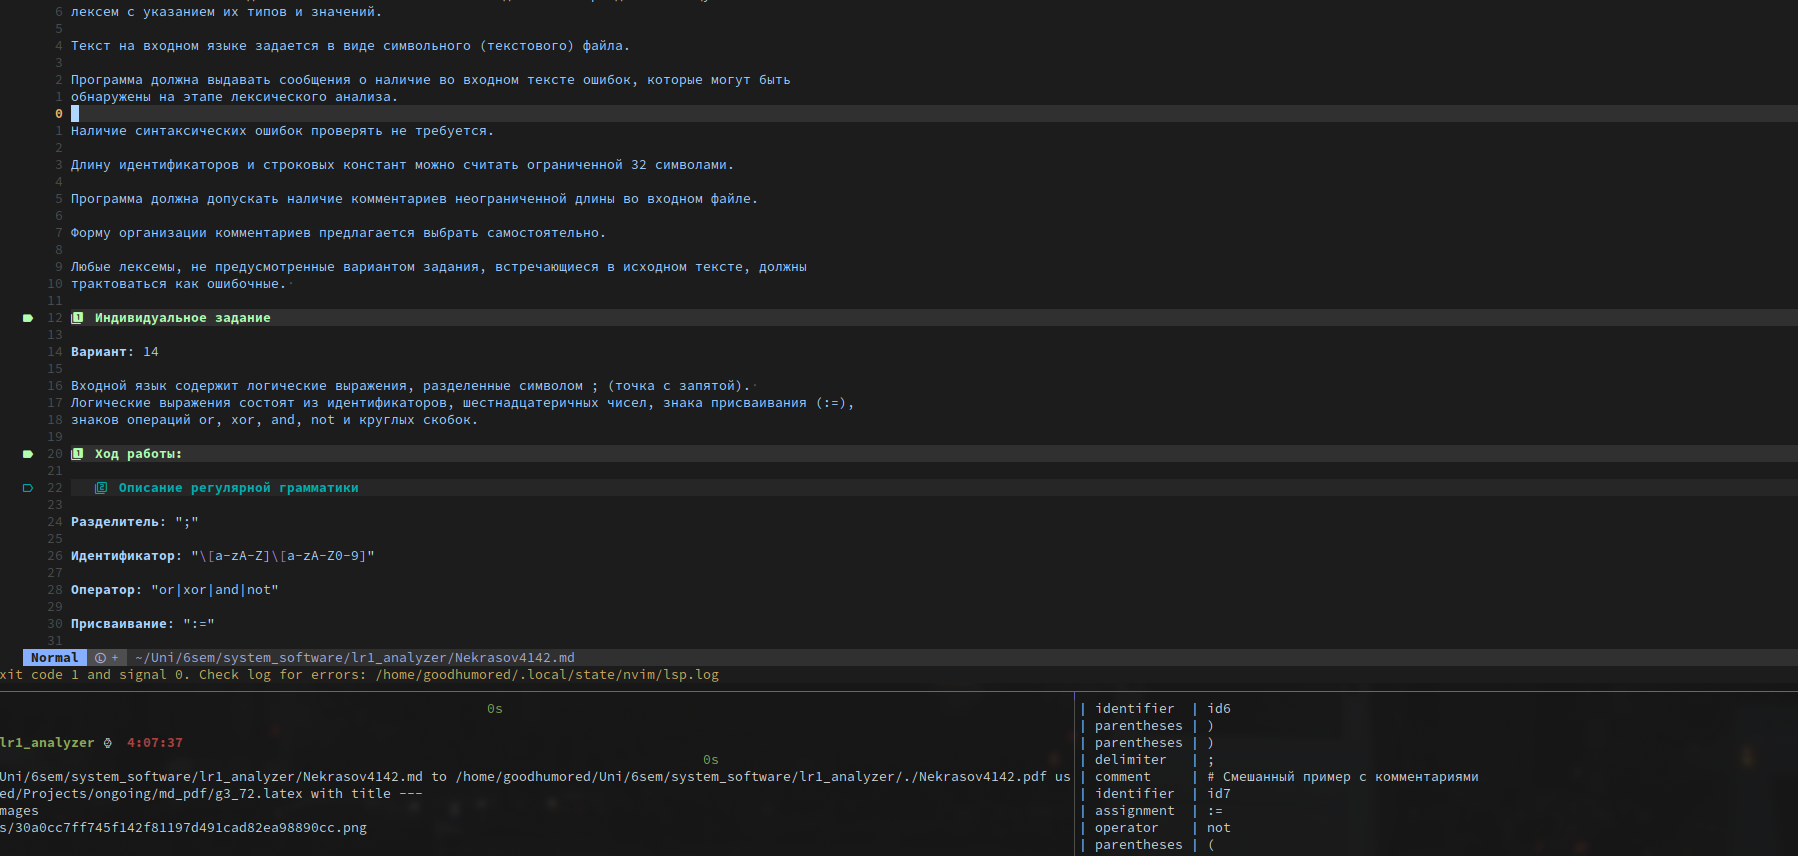 6 лексем с указанием их типов и значений.
5
4 Текст на входном языке задается в виде символьного (текстового) файла.
3
2 Программа должна выдавать сообщения о наличие во входном тексте ошибок, которые могут быть
1 обнаружены на этапе лексического анализа.
0
1 Наличие синтаксических ошибок проверять не требуется.
2
3 Длину идентификаторов и строковых констант можно считать ограниченной 32 символами.
4
5 Программа должна допускать наличие комментариев неограниченной длины во входном файле.
6
7 Форму организации комментариев предлагается выбрать самостоятельно.
8
9 Любые лексемы, не предусмотренные вариантом задания, встречающиеся в исходном тексте, должны
10 трактоваться как ошибочные.
11
12 1 Индивидуальное задание
13
14 Вариант: 14
15
16 Входной язык содержит логические выражения, разделенные символом ; (точка с запятой).
17 Логические выражения состоят из идентификаторов, шестнадцатеричных чисел, знака присваивания (:=),
18 знаков операций or, xor, and, not и круглых скобок.
19
20 1 Ход работы:
21
22 2 Описание регулярной грамматики
23
24 Разделитель: ";"
25
26 Идентификатор: "\[a-zA-Z]\[a-zA-Z0-9]"
27
28 Оператор: "or|xor|and|not"
29
30 Присваивание: ":="
31
Normal + ~/Uni/6sem/system_software/lr1_analyzer/Nekrasov4142.md
xit code 1 and signal 0. Check log for errors: /home/goodhumored/.local/state/nvim/lsp.log
0s
lr1_analyzer 4:07:37
0s
Uni/6sem/system_software/lr1_analyzer/Nekrasov4142.md to /home/goodhumored/Uni/6sem/system_software/lr1_analyzer/./Nekrasov4142.pdf us
ed/Projects/ongoing/md_pdf/g3_72.latex with title ---
mages
s/30a0cc7ff745f142f81197d491cad82ea98890cc.png
| identifier | id6
| parentheses | )
| parentheses | )
| delimiter | ;
| comment | # Смешанный пример с комментариями
| identifier | id7
| assignment | :=
| operator | not
| parentheses | (